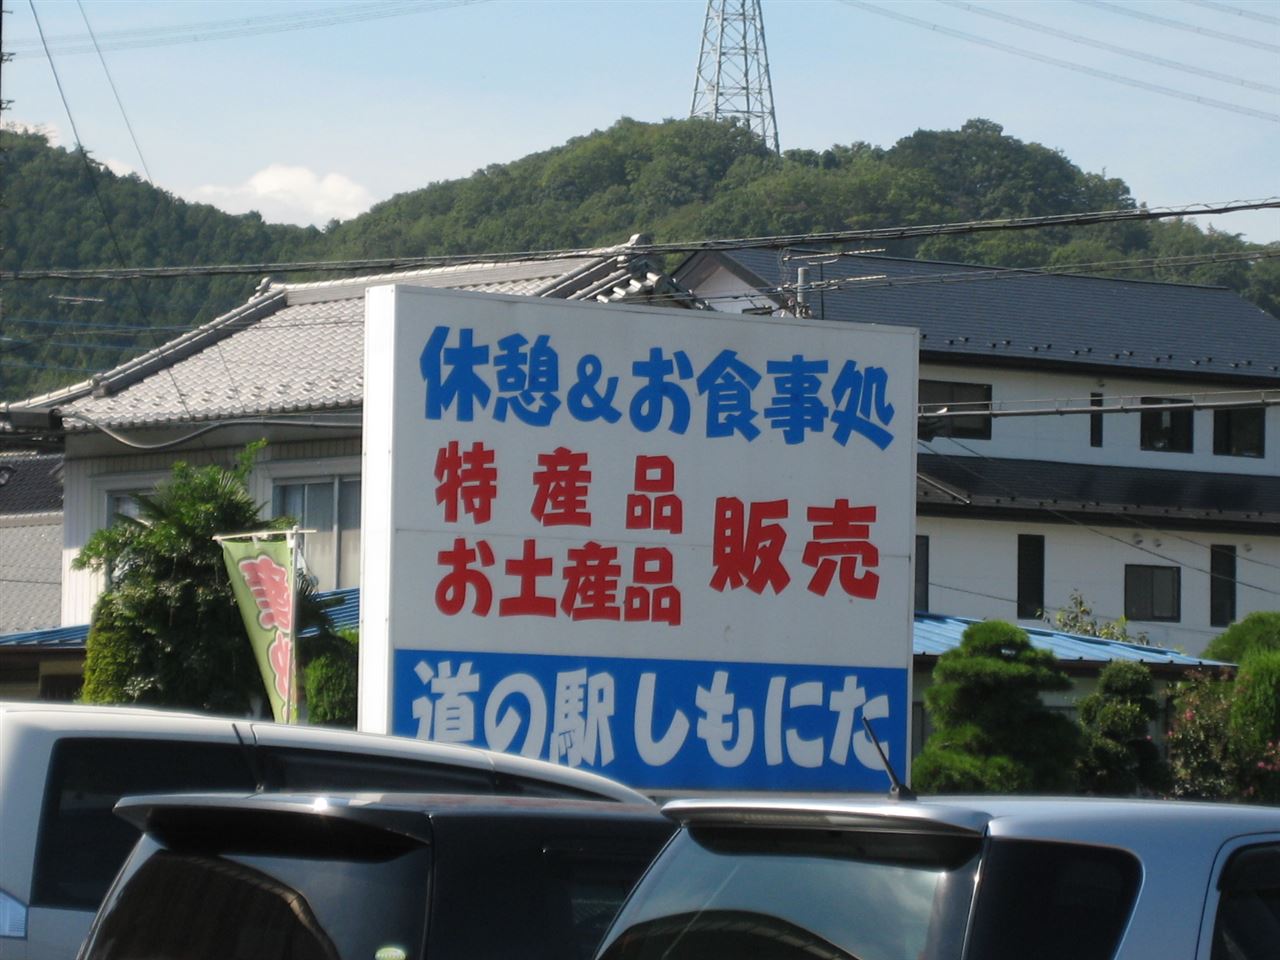 休憩&お食事処
特産品
お土産品
販売
道の駅しもにた